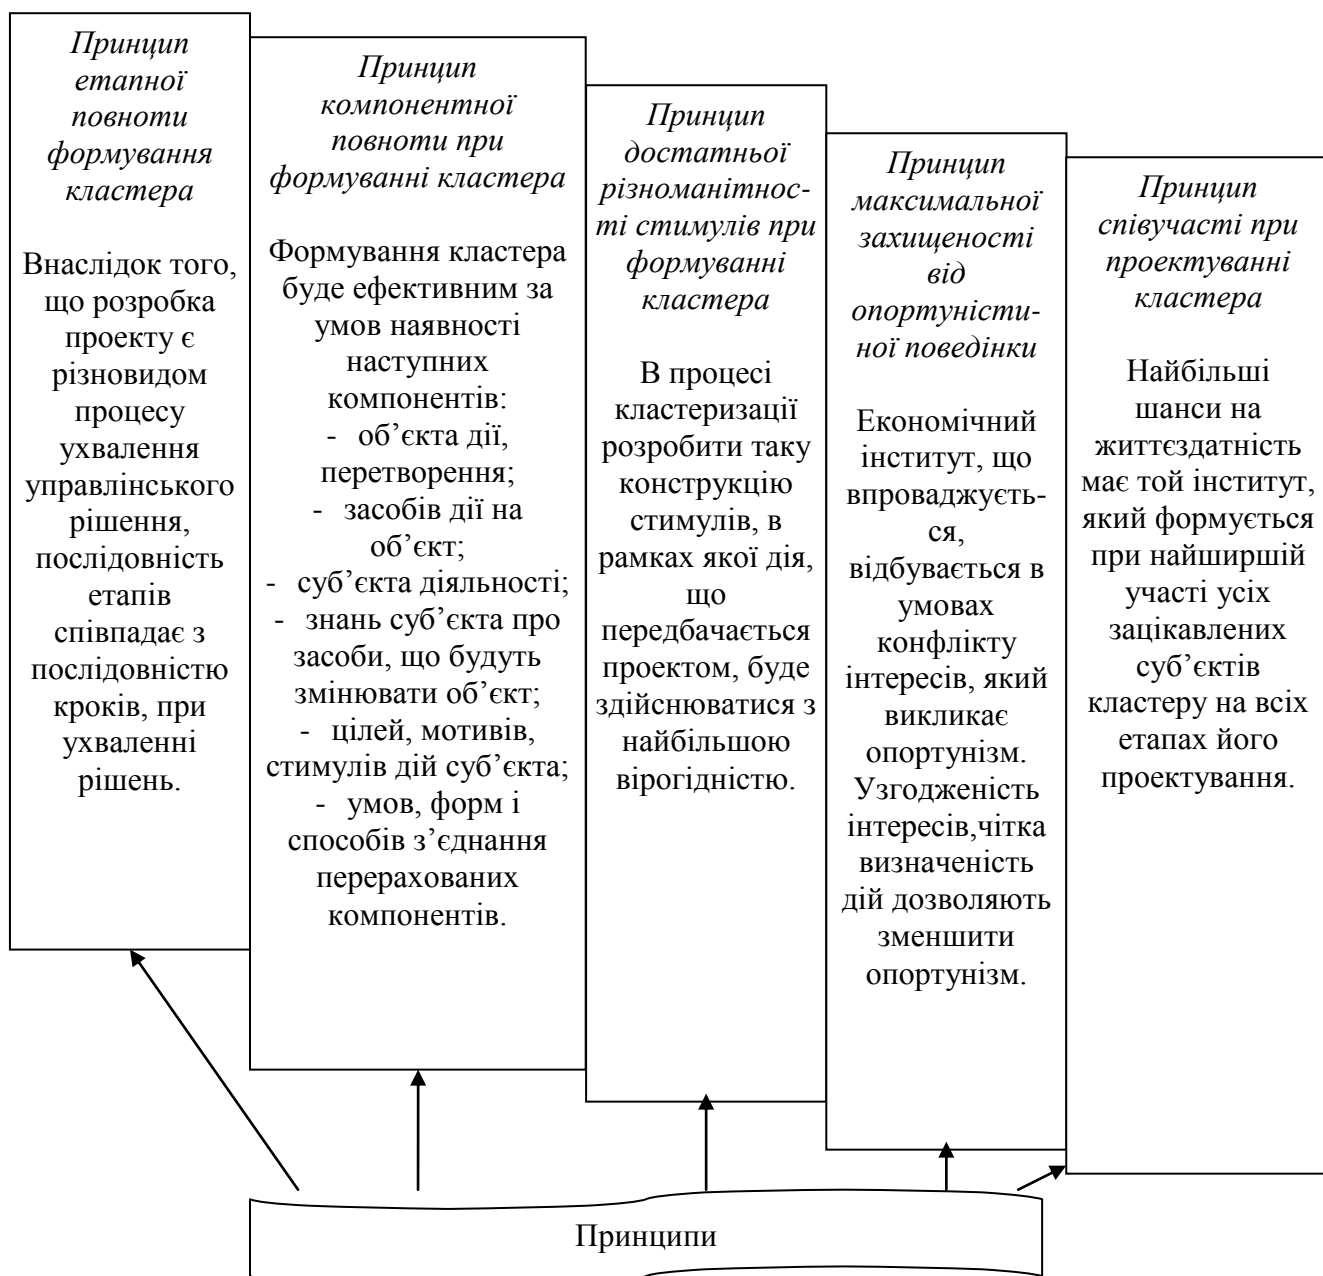 Принцип
етапної
повноти
формування
кластера
Внаслідок того,
що розробка
проекту є
різновидом
процесу
ухвалення
управлінського
рішення,
послідовність
етапів
співпадає з
послідовністю
кроків, при
ухваленні
рішень.
Принцип
компонентної
повноти при
формуванні кластера
Формування кластера
буде ефективним за
умов наявності
наступних
компонентів:
- об’єкта дії,
перетворення;
- засобів дії на
об’єкт;
- суб’єкта діяльності;
- знань суб’єкта про
засоби, що будуть
змінювати об’єкт;
- цілей, мотивів,
стимулів дій суб’єкта;
- умов, форм і
способів з’єднання
перерахованих
компонентів.
Принцип
достатньої
різноманітнос-
ті стимулів при
формуванні
кластера
В процесі
кластеризації
розробити таку
конструкцію
стимулів, в
рамках якої дія,
що
передбачається
проектом, буде
здійснюватися з
найбільшою
вірогідністю.
Принцип
максимальної
захищеності
від
опортуністи-
ної поведінки
Економічний
інститут, що
впроваджуєть-
ся,
відбувається в
умовах
конфлікту
інтересів, який
викликає
опортунізм.
Узгодженість
інтересів,чітка
визначеність
дій дозволяють
зменшити
опортунізм.
Принцип
співучасті при
проектуванні
кластера
Найбільші
шанси на
життєздатність
має той інститут,
який формується
при найширшій
участі усіх
зацікавлених
суб’єктів
кластеру на всіх
етапах його
проектування.
Принципи